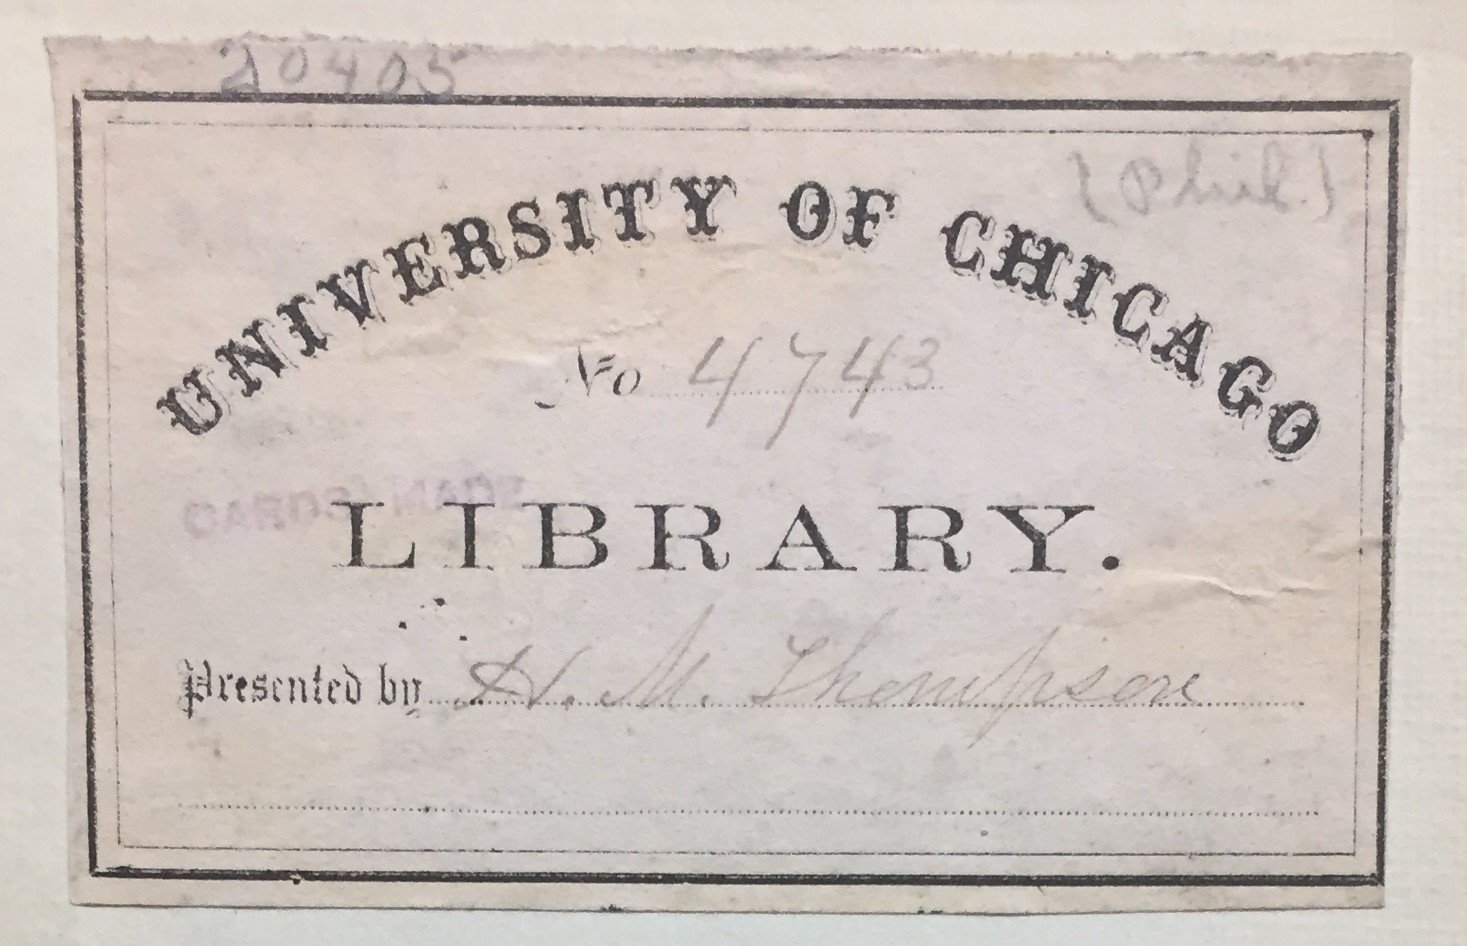 20405
(Phil.)
UNIVERSITY OF CHICAGO
No 4743
LIBRARY.
Presented by H. M. Thompson